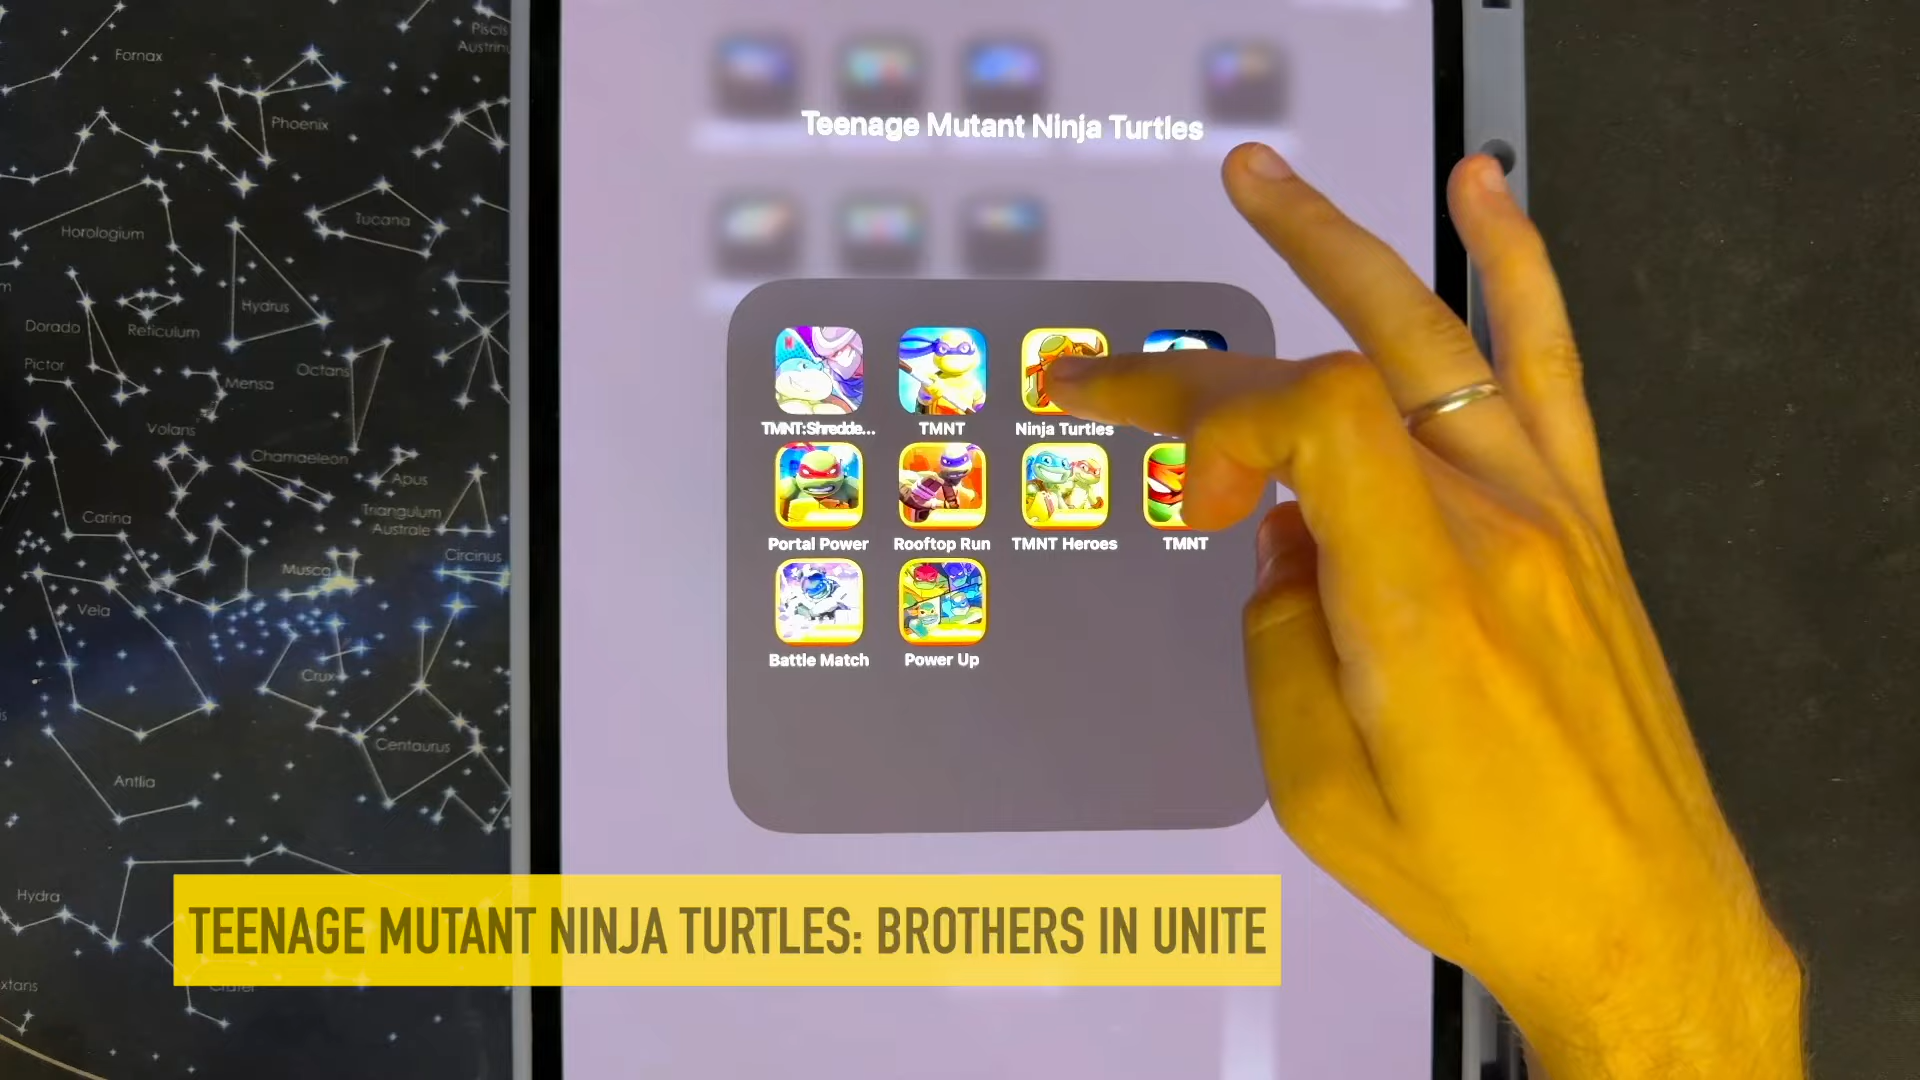 Piscis
Austrin
Fornax
Phoenix
Tucana
Horologium
Hydrus
Dorado
Reticulum
Pictor
Octans
Mensa
Volans
Chamaeleon
Apus
Carina
Triangulum
Australe
Circinus
Musca
Vela
Crux
Centaurus
Antlia
Hydra
Crater
Teenage Mutant Ninja Turtles
TMNT: Shredde...
TMNT
Ninja Turtles
Portal Power
Rooftop Run
TMNT Heroes
TMNT
Battle Match
Power Up
TEENAGE MUTANT NINJA TURTLES: BROTHERS IN UNITE